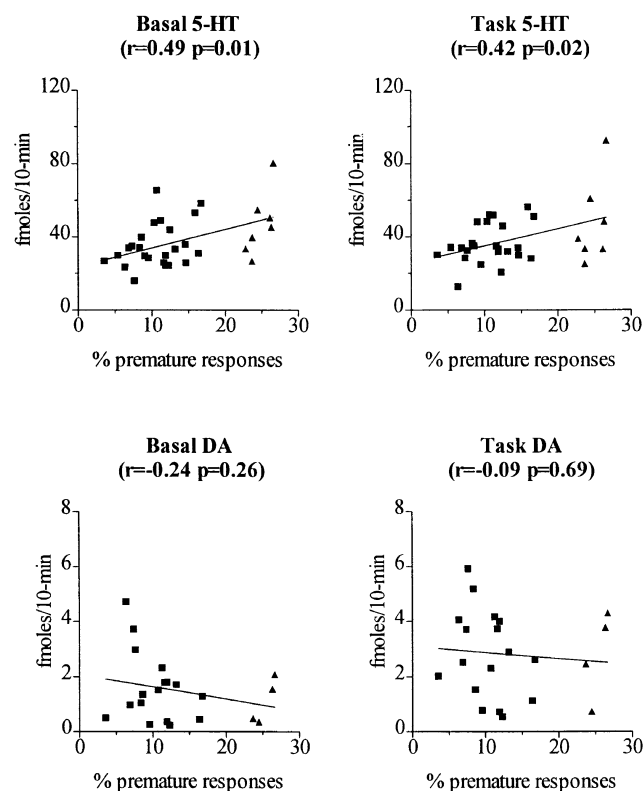 Basal 5-HT
(r=0.49 p=0.01)
Task 5-HT
(r=0.42 p=0.02)
fmoles/10-min
120
80
40
0
0
10
20
30
% premature responses
fmoles/10-min
120
80
40
0
0
10
20
30
% premature responses
Basal DA
(r=-0.24 p=0.26)
Task DA
(r=-0.09 p=0.69)
fmoles/10-min
8
6
4
2
0
0
10
20
30
% premature responses
fmoles/10-min
8
6
4
2
0
0
10
20
30
% premature responses